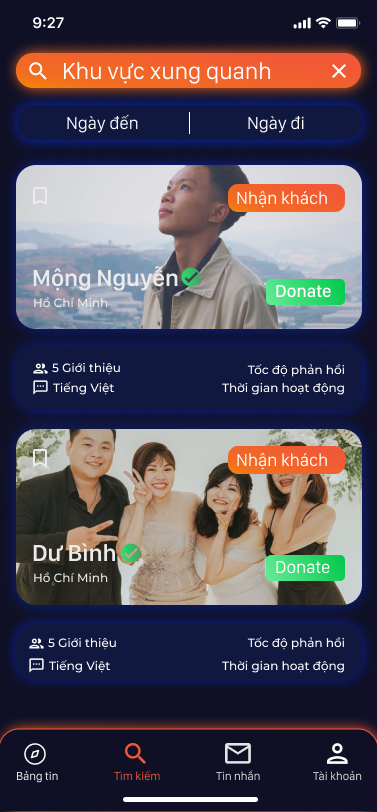 9:27
Khu vực xung quanh
Ngày đến
Ngày đi
Nhận khách
Mộng Nguyễn
Donate
Hồ Chí Minh
5 Giới thiệu
Tốc độ phản hồi
Tiếng Việt
Thời gian hoạt động
Nhận khách
Dư Bình
Donate
Hồ Chí Minh
5 Giới thiệu
Tốc độ phản hồi
Tiếng Việt
Thời gian hoạt động
Bảng tin
Tìm kiếm
Tin nhắn
Tài khoản